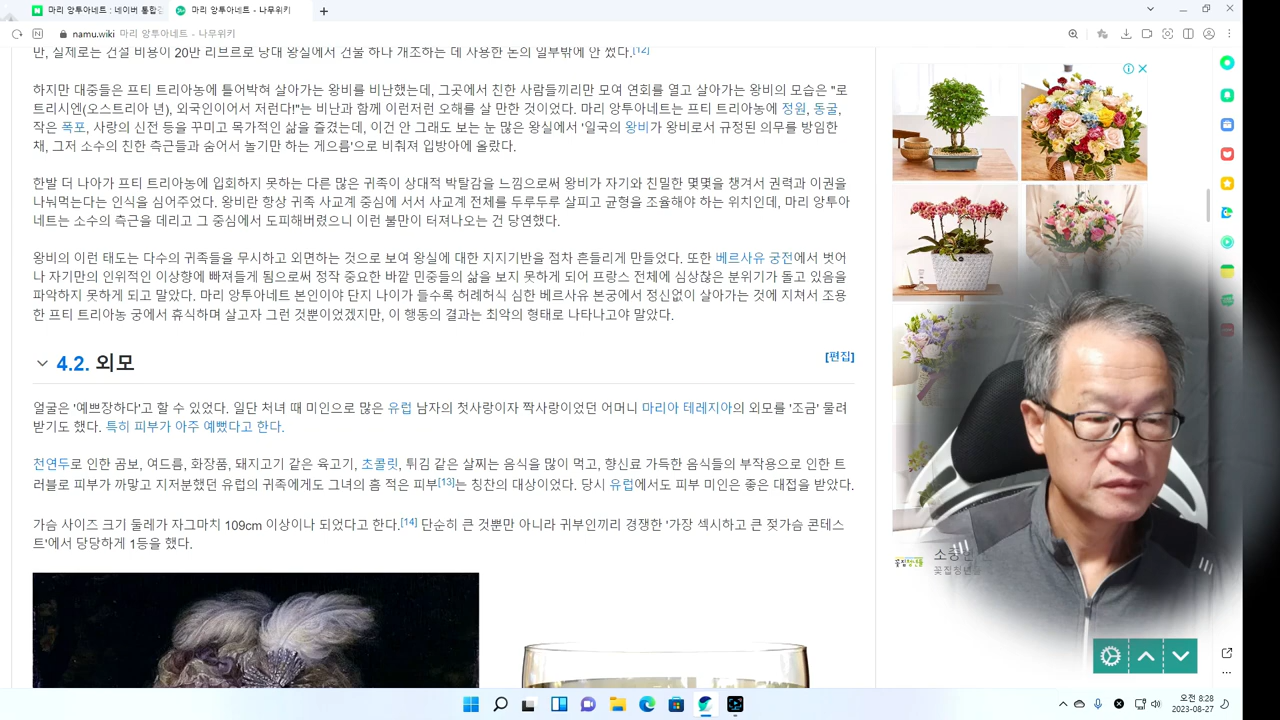 마리 앙투아네트 : 네이버 통합검
마리 앙투아네트 - 나무위키
namu.wiki 마리 앙투아네트 - 나무위키
만, 실제로는 건설 비용이 20만 리브르로 당대 왕실에서 건물 하나 개조하는 데 사용한 돈의 일부밖에 안 썼다.[12]
하지만 대중들은 프티 트리아농에 틀어박혀 살아가는 왕비를 비난했는데, 그곳에서 친한 사람들끼리만 모여 연회를 열고 살아가는 왕비의 모습은 "로
트리시엔(오스트리아 년), 외국인이어서 저런다!"는 비난과 함께 이런저런 오해를 살 만한 것이었다. 마리 앙투아네트는 프티 트리아농에 정원, 동굴,
작은 폭포, 사랑의 신전 등을 꾸미고 목가적인 삶을 즐겼는데, 이건 안 그래도 보는 눈 많은 왕실에서 '일국의 왕비가 왕비로서 규정된 의무를 방임한
채, 그저 소수의 친한 측근들과 숨어서 놀기만 하는 게으름'으로 비춰져 입방아에 올랐다.
한발 더 나아가 프티 트리아농에 입회하지 못하는 다른 많은 귀족이 상대적 박탈감을 느낌으로써 왕비가 자기와 친밀한 몇몇을 챙겨서 권력과 이권을
나눠먹는다는 인식을 심어주었다. 왕비란 항상 귀족 사교계 중심에 서서 사교계 전체를 두루두루 살피고 균형을 조율해야 하는 위치인데, 마리 앙투아
네트는 소수의 측근을 데리고 그 중심에서 도피해버렸으니 이런 불만이 터져나오는 건 당연했다.
왕비의 이런 태도는 다수의 귀족들을 무시하고 외면하는 것으로 보여 왕실에 대한 지지기반을 점차 흔들리게 만들었다. 또한 베르사유 궁전에서 벗어
나 자기만의 인위적인 이상향에 빠져들게 됨으로써 정작 중요한 바깥 민중들의 삶을 보지 못하게 되어 프랑스 전체에 심상찮은 분위기가 돌고 있음을
파악하지 못하게 되고 말았다. 마리 앙투아네트 본인이야 단지 나이가 들수록 허례허식 심한 베르사유 본궁에서 정신없이 살아가는 것에 지쳐서 조용
한 프티 트리아농 궁에서 휴식하며 살고자 그런 것뿐이었겠지만, 이 행동의 결과는 최악의 형태로 나타나고야 말았다.
4.2. 외모
[편집]
얼굴은 '예쁘장하다'고 할 수 있었다. 일단 처녀 때 미인으로 많은 유럽 남자의 첫사랑이자 짝사랑이었던 어머니 마리아 테레지아의 외모를 '조금' 물려
받기도 했다. 특히 피부가 아주 예뻤다고 한다.
천연두로 인한 곰보, 여드름, 화장품, 돼지고기 같은 육고기, 초콜릿, 튀김 같은 살찌는 음식을 많이 먹고, 향신료 가득한 음식들의 부작용으로 인한 트
러블로 피부가 까맣고 지저분했던 유럽의 귀족에게도 그녀의 흠 적은 피부[13]는 칭찬의 대상이었다. 당시 유럽에서도 피부 미인은 좋은 대접을 받았다.
가슴 사이즈 크기 둘레가 자그마치 109cm 이상이나 되었다고 한다.[14] 단순히 큰 것뿐만 아니라 귀부인끼리 경쟁한 '가장 섹시하고 큰 젖가슴 콘테스
트'에서 당당하게 1등을 했다.
꽃집청년들
꽃집청년
오전 8:28
2023-08-27